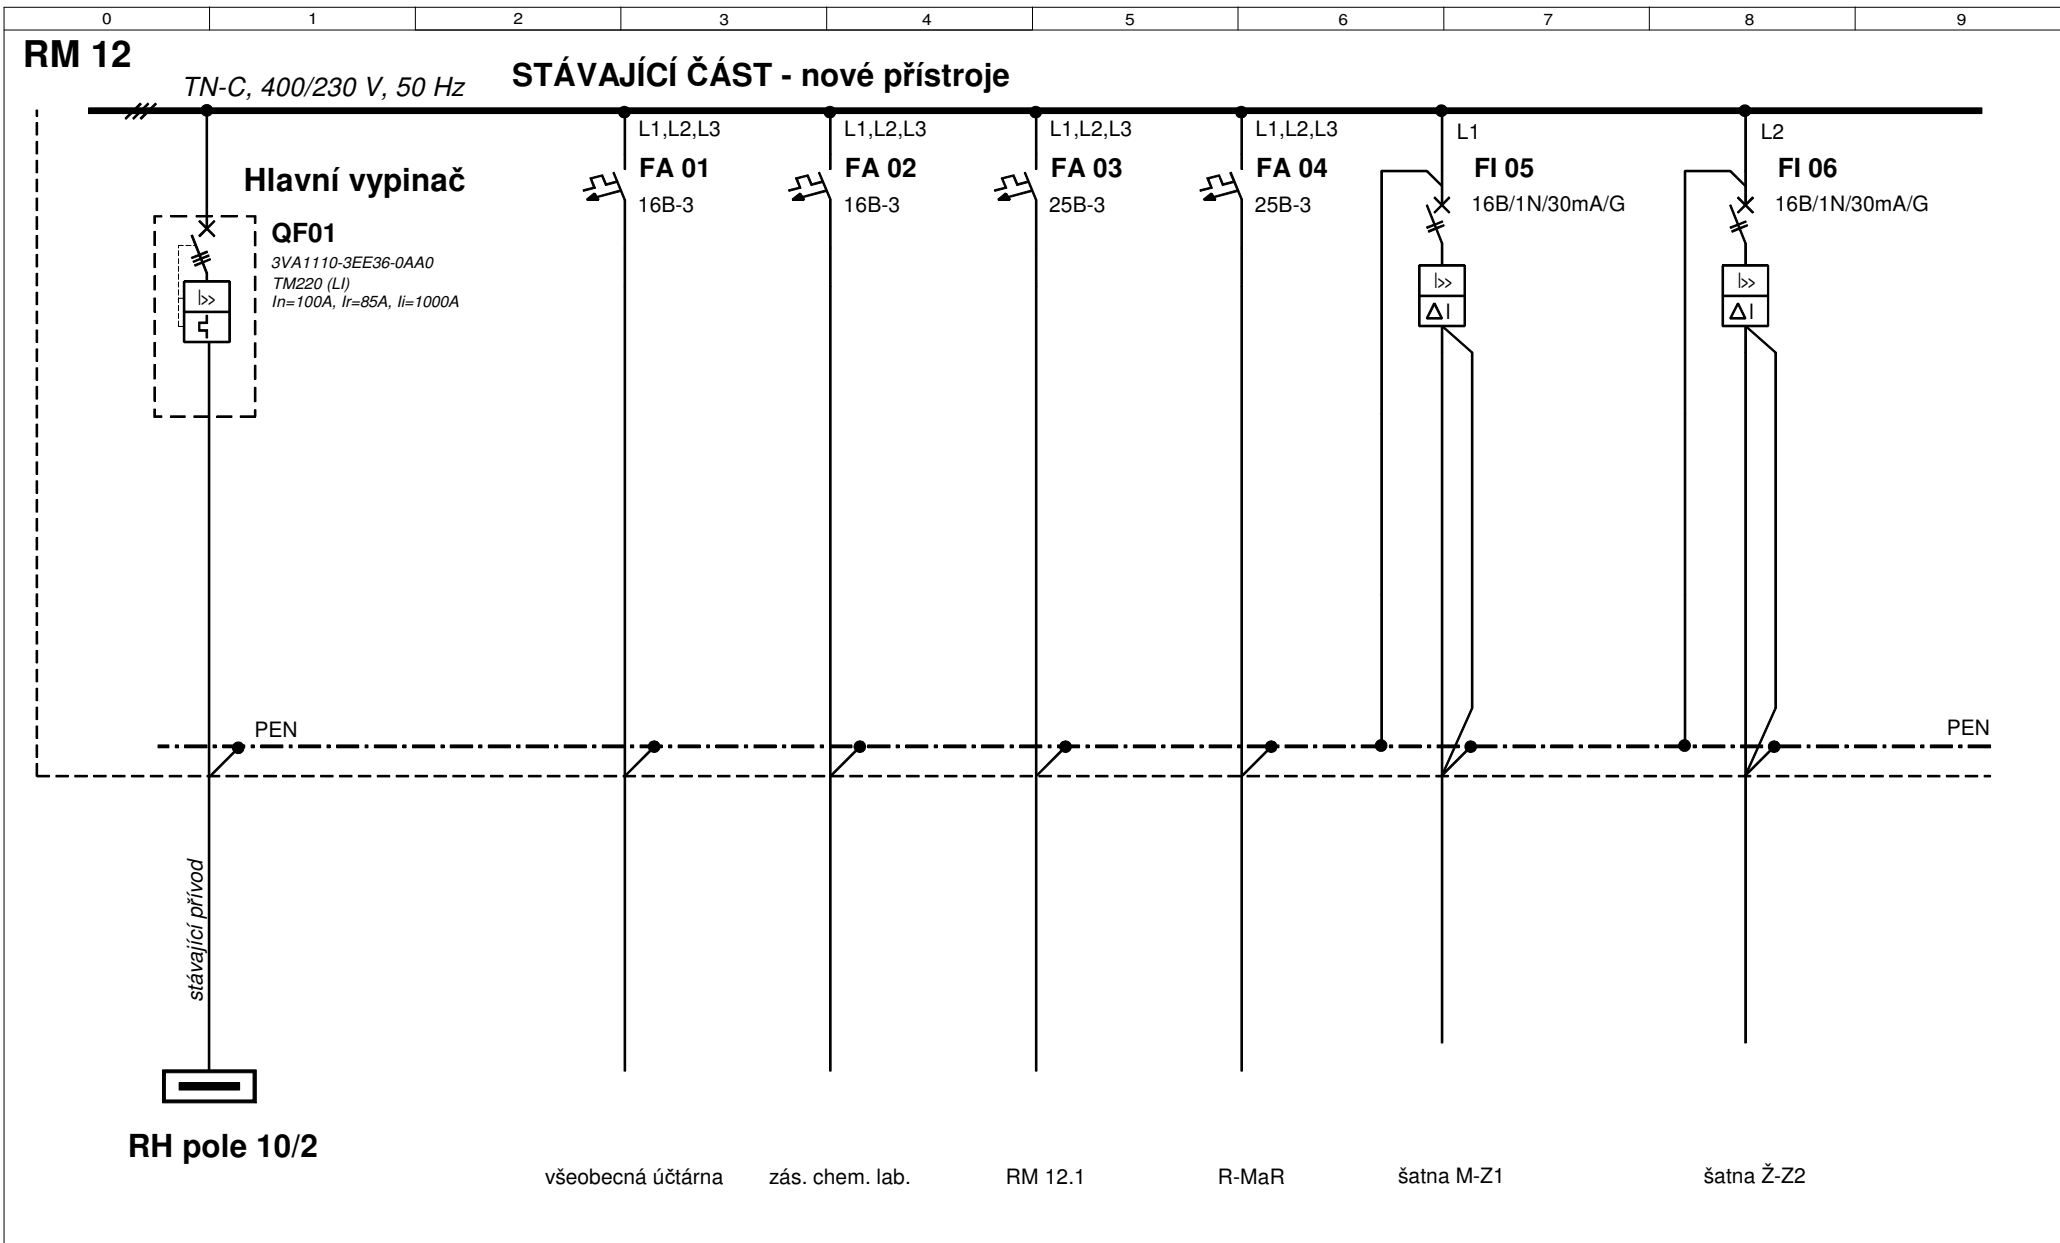 0 1 2 3 4 5 6 7 8 9
RM 12
TN-C, 400/230 V, 50 Hz
STÁVAJÍCÍ ČÁST - nové přístroje
L1,L2,L3 L1,L2,L3 L1,L2,L3 L1,L2,L3 L1 L2
Hlavní vypinač
FA 01 FA 02 FA 03 FA 04 FI 05 FI 06
16B-3 16B-3 25B-3 25B-3 16B/1N/30mA/G 16B/1N/30mA/G
QF01
3VA1110-3EE36-0AA0
TM220 (LI)
In=100A, Ir=85A, Ii=1000A
I>> I>> I>>
ΔI ΔI
PEN PEN
stávající přívod
RH pole 10/2
všeobecná účtárna zás. chem. lab. RM 12.1 R-MaR šatna M-Z1 šatna Ž-Z2